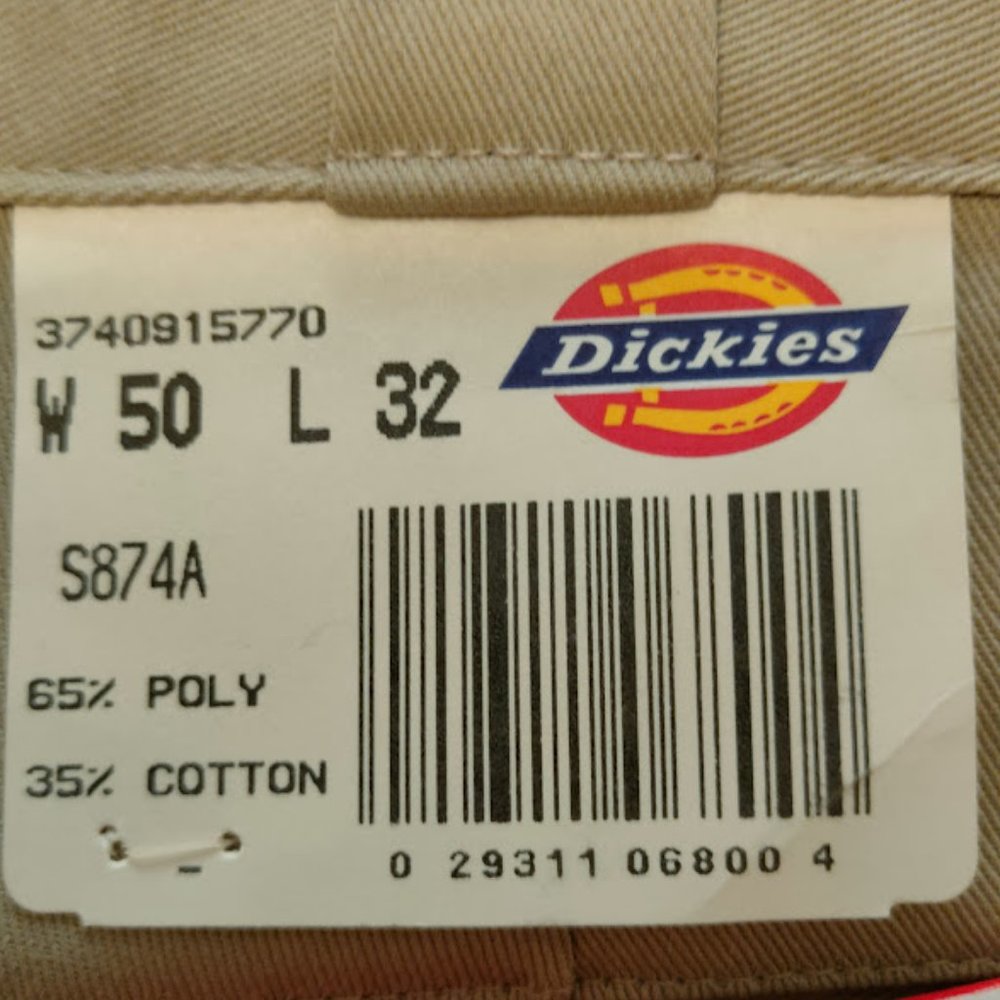 3740915770
Dickies
W 50 L 32
S874A
65% POLY
35% COTTON
0 29311 06800 4